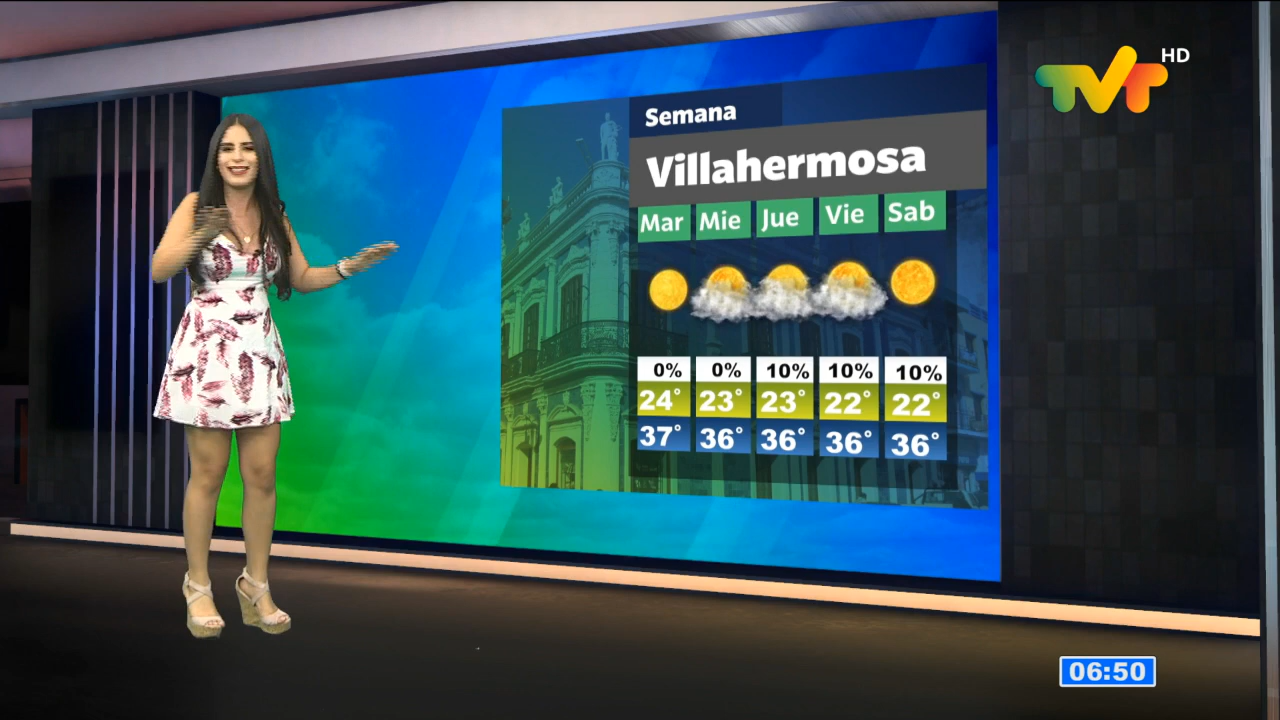 TVT HD
Semana
Villahermosa
Mar Mie Jue Vie Sab
0% 0% 10% 10% 10%
24° 23° 23° 22° 22°
37° 36° 36° 36° 36°
06:50